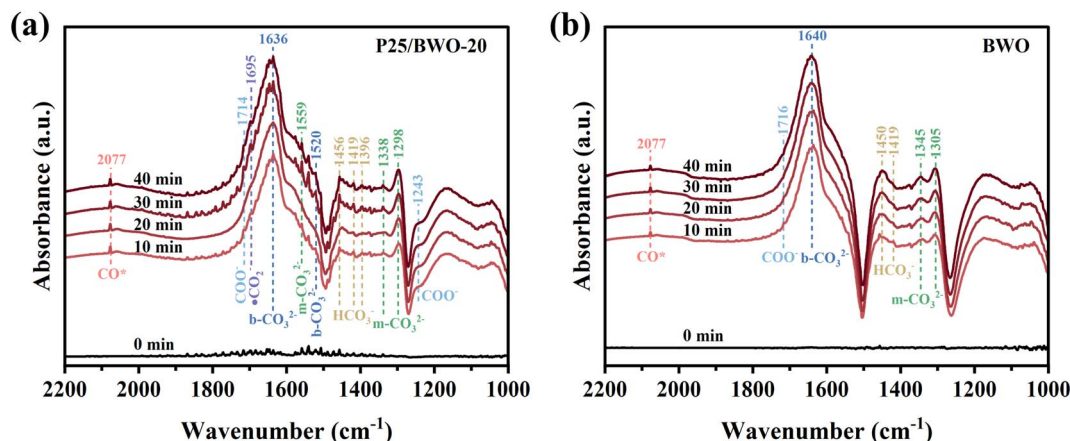 (a)
P25/BWO-20
Absorbance (a.u.)
2077
1714
1695
1636
1559
1520
1456
1419
1396
1338
1298
1243
40 min
30 min
20 min
10 min
0 min
CO*
COO⁻
●CO₂⁻
b-CO₃²⁻
m-CO₃²⁻
b-CO₃²⁻
HCO₃⁻
m-CO₃²⁻
COO⁻
2200 2000 1800 1600 1400 1200 1000
Wavenumber (cm⁻¹)
(b)
BWO
Absorbance (a.u.)
2077
1716
1640
1450
1419
1345
1305
40 min
30 min
20 min
10 min
0 min
CO*
COO⁻
b-CO₃²⁻
HCO₃⁻
m-CO₃²⁻
2200 2000 1800 1600 1400 1200 1000
Wavenumber (cm⁻¹)